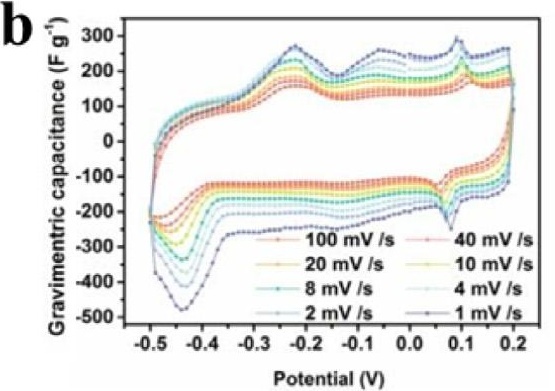 b
Gravimentric capacitance (F g⁻¹)
300
200
100
0
-100
-200
-300
-400
-500
100 mV /s 40 mV /s
20 mV /s 10 mV /s
8 mV /s 4 mV /s
2 mV /s 1 mV /s
-0.5 -0.4 -0.3 -0.2 -0.1 0.0 0.1 0.2
Potential (V)